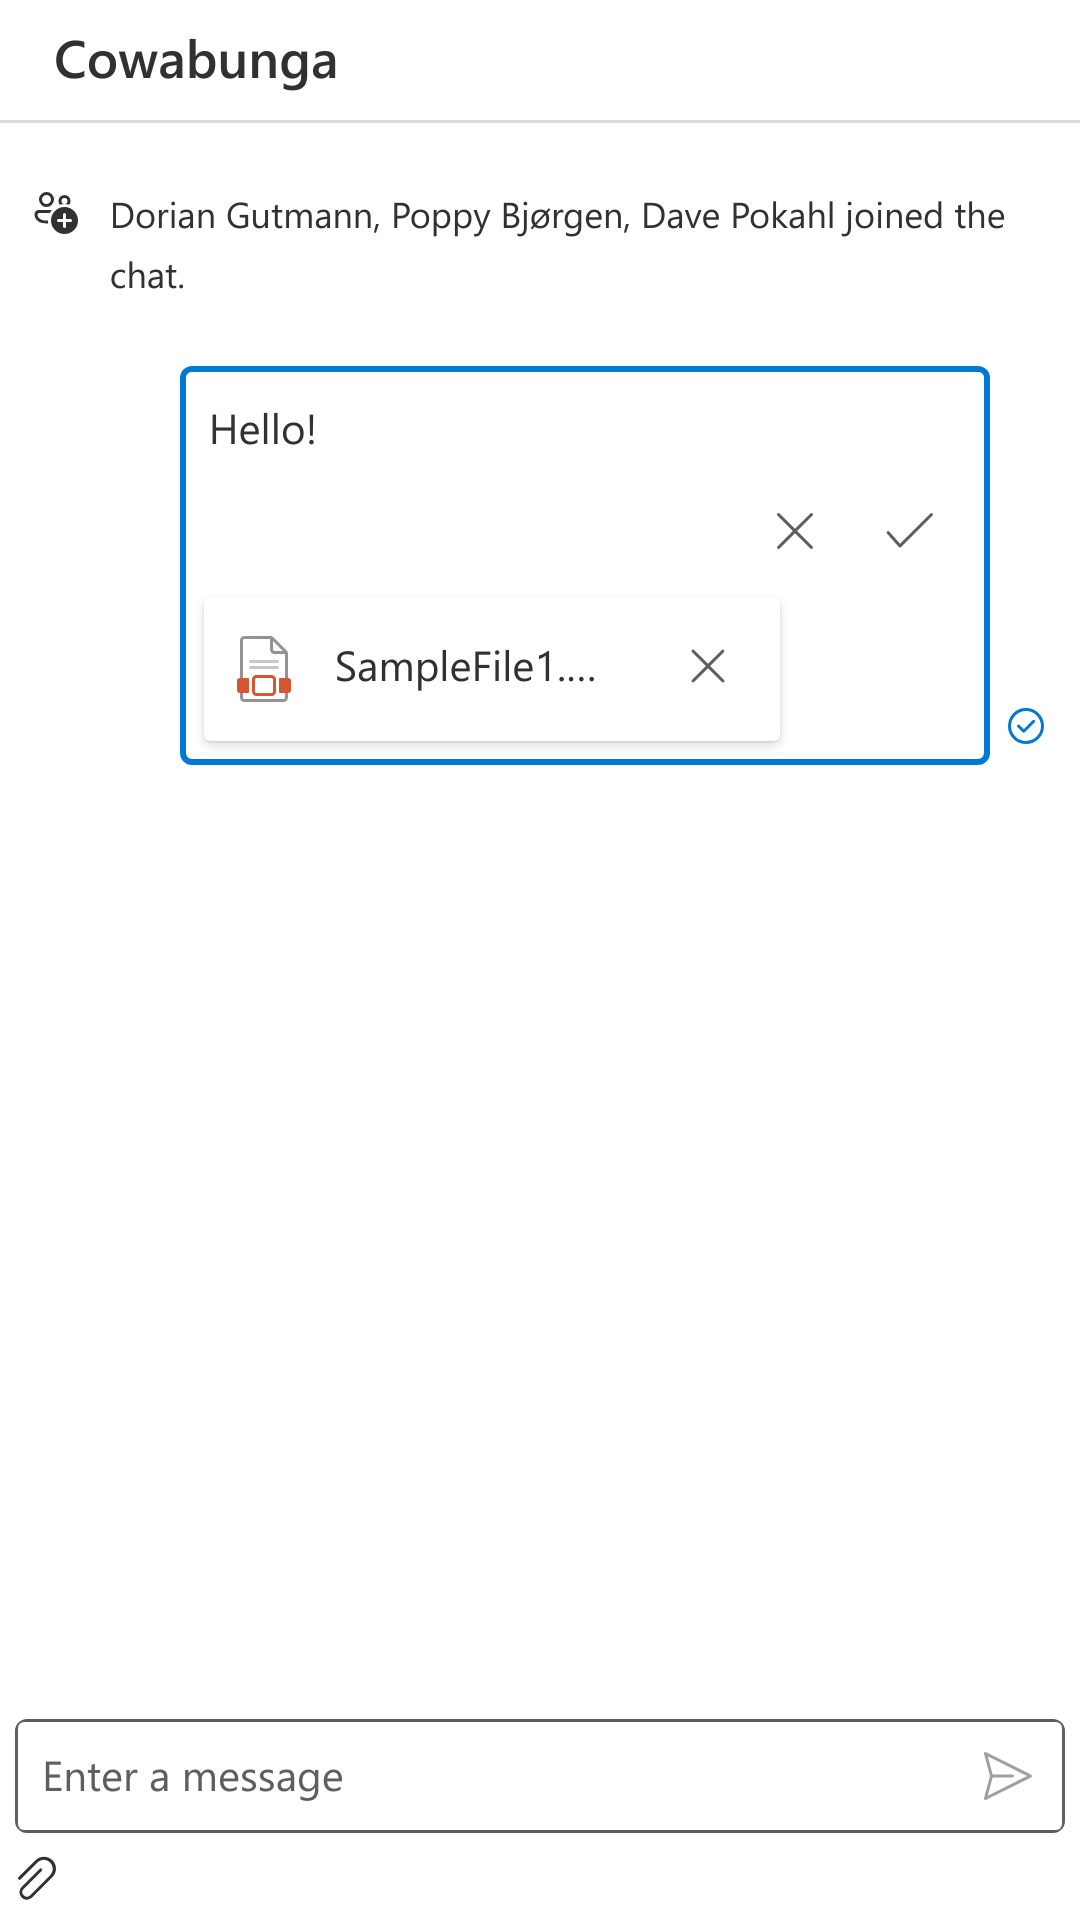 Cowabunga
Dorian Gutmann, Poppy Bjørgen, Dave Pokahl joined the
chat.
Hello!
SampleFile1....
Enter a message